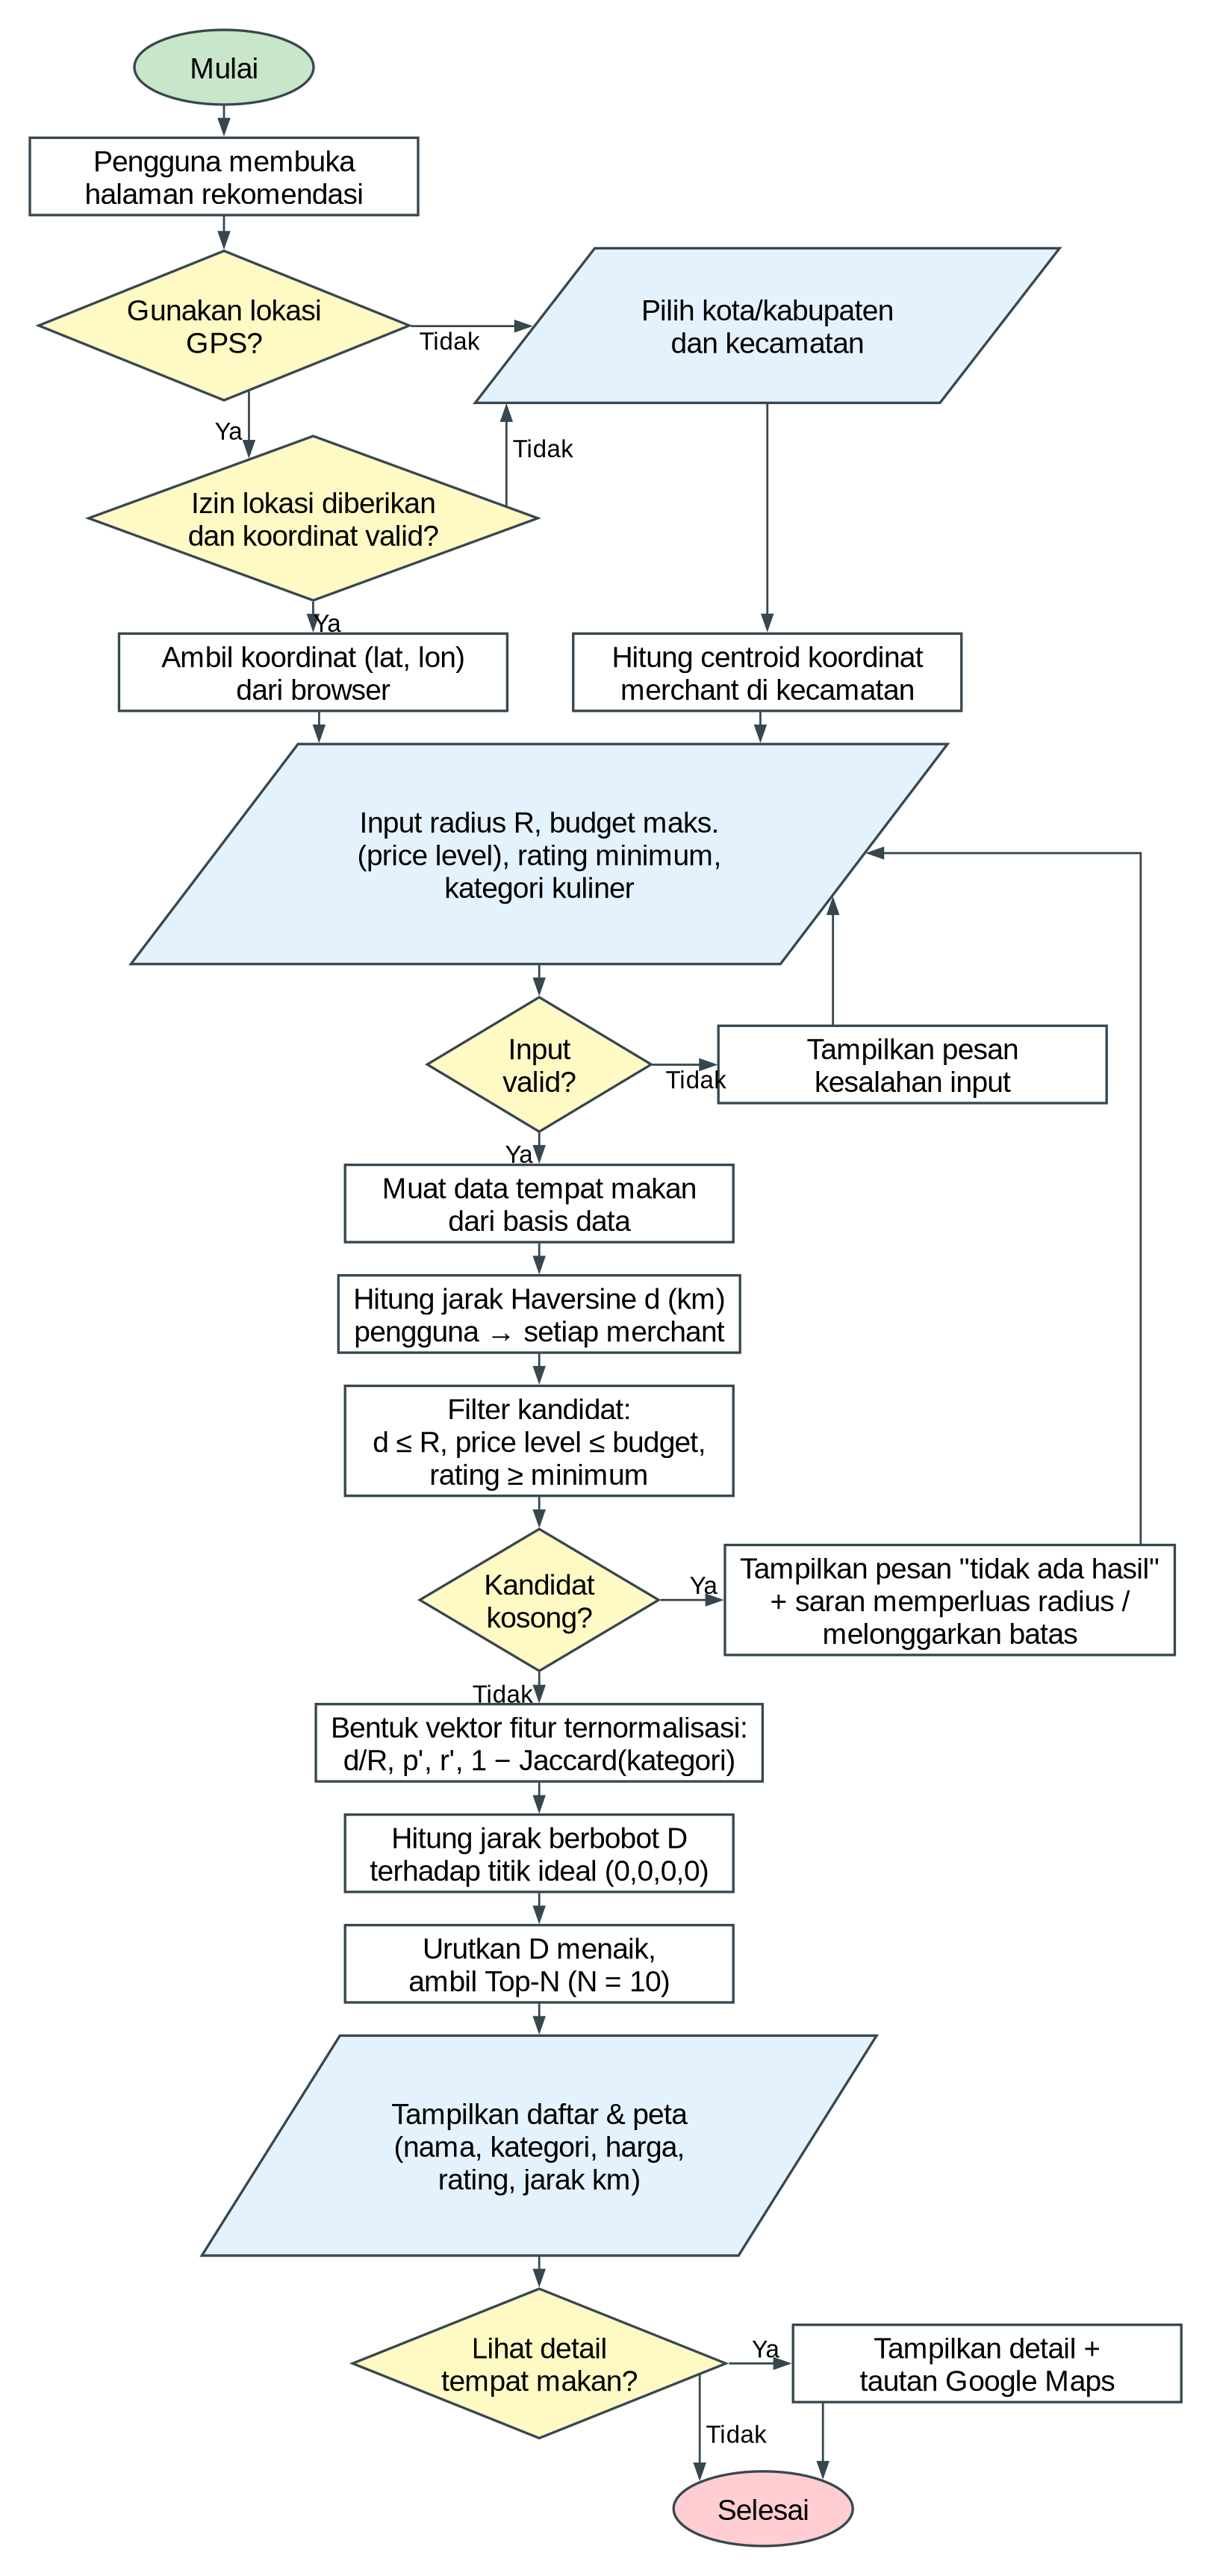 Mulai
Pengguna membuka
halaman rekomendasi
Gunakan lokasi
GPS?
Tidak
Pilih kota/kabupaten
dan kecamatan
Ya
Tidak
Izin lokasi diberikan
dan koordinat valid?
Ya
Ambil koordinat (lat, lon)
dari browser
Hitung centroid koordinat
merchant di kecamatan
Input radius R, budget maks.
(price level), rating minimum,
kategori kuliner
Input
valid?
Tidak
Tampilkan pesan
kesalahan input
Ya
Muat data tempat makan
dari basis data
Hitung jarak Haversine d (km)
pengguna → setiap merchant
Filter kandidat:
d ≤ R, price level ≤ budget,
rating ≥ minimum
Kandidat
kosong?
Ya
Tampilkan pesan "tidak ada hasil"
+ saran memperluas radius /
melonggarkan batas
Tidak
Bentuk vektor fitur ternormalisasi:
d/R, p', r', 1 − Jaccard(kategori)
Hitung jarak berbobot D
terhadap titik ideal (0,0,0,0)
Urutkan D menaik,
ambil Top-N (N = 10)
Tampilkan daftar & peta
(nama, kategori, harga,
rating, jarak km)
Lihat detail
tempat makan?
Ya
Tampilkan detail +
tautan Google Maps
Tidak
Selesai